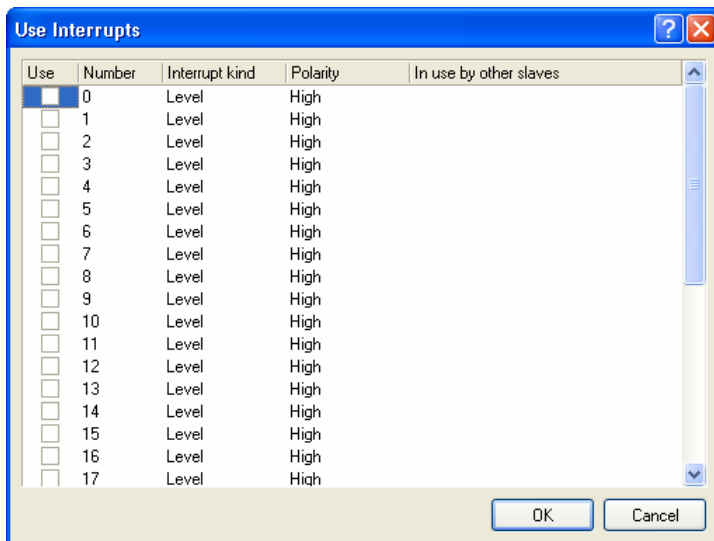 Use Interrupts
Use Number Interrupt kind Polarity In use by other slaves
0 Level High
1 Level High
2 Level High
3 Level High
4 Level High
5 Level High
6 Level High
7 Level High
8 Level High
9 Level High
10 Level High
11 Level High
12 Level High
13 Level High
14 Level High
15 Level High
16 Level High
17 Level High
OK Cancel